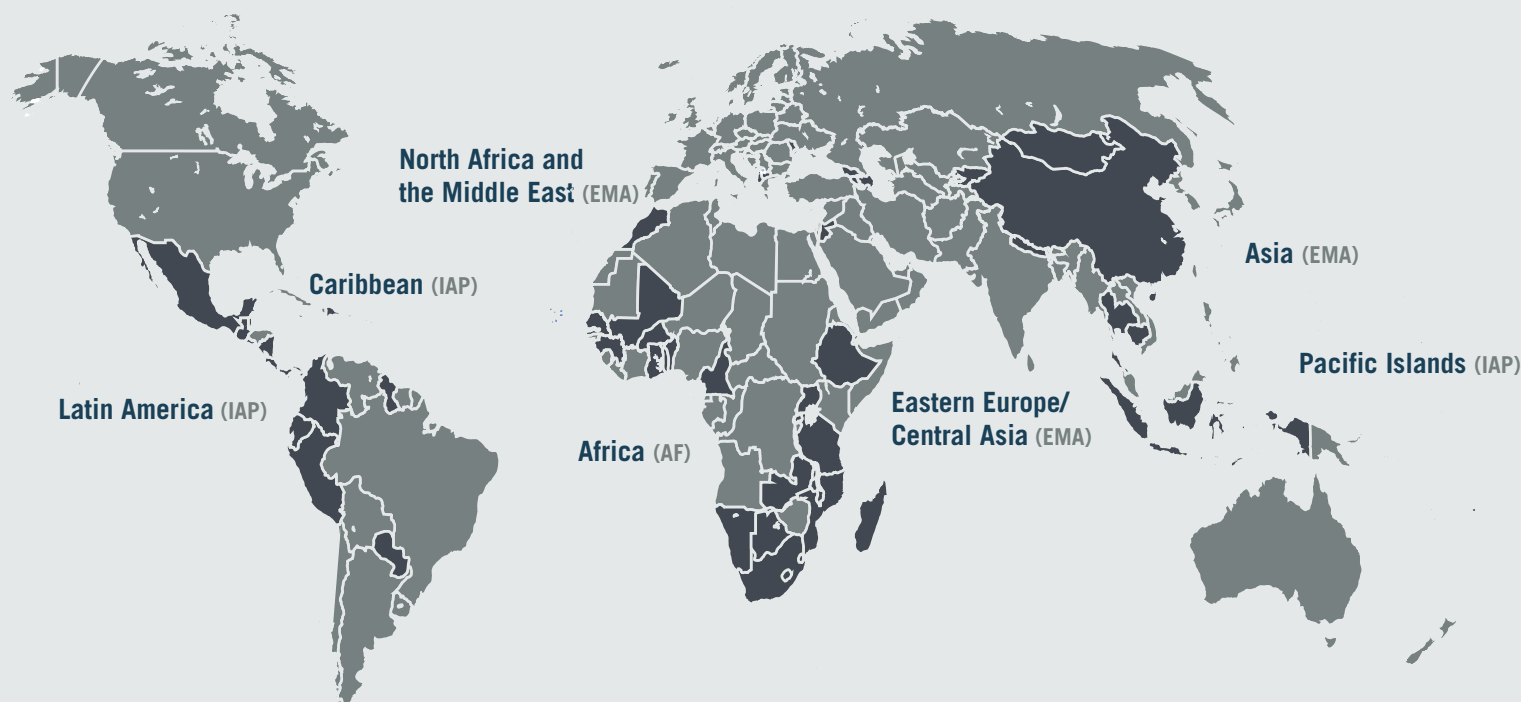 North Africa and
the Middle East (EMA)
Asia (EMA)
Caribbean (IAP)
Pacific Islands (IAP)
Latin America (IAP)
Eastern Europe/
Central Asia (EMA)
Africa (AF)